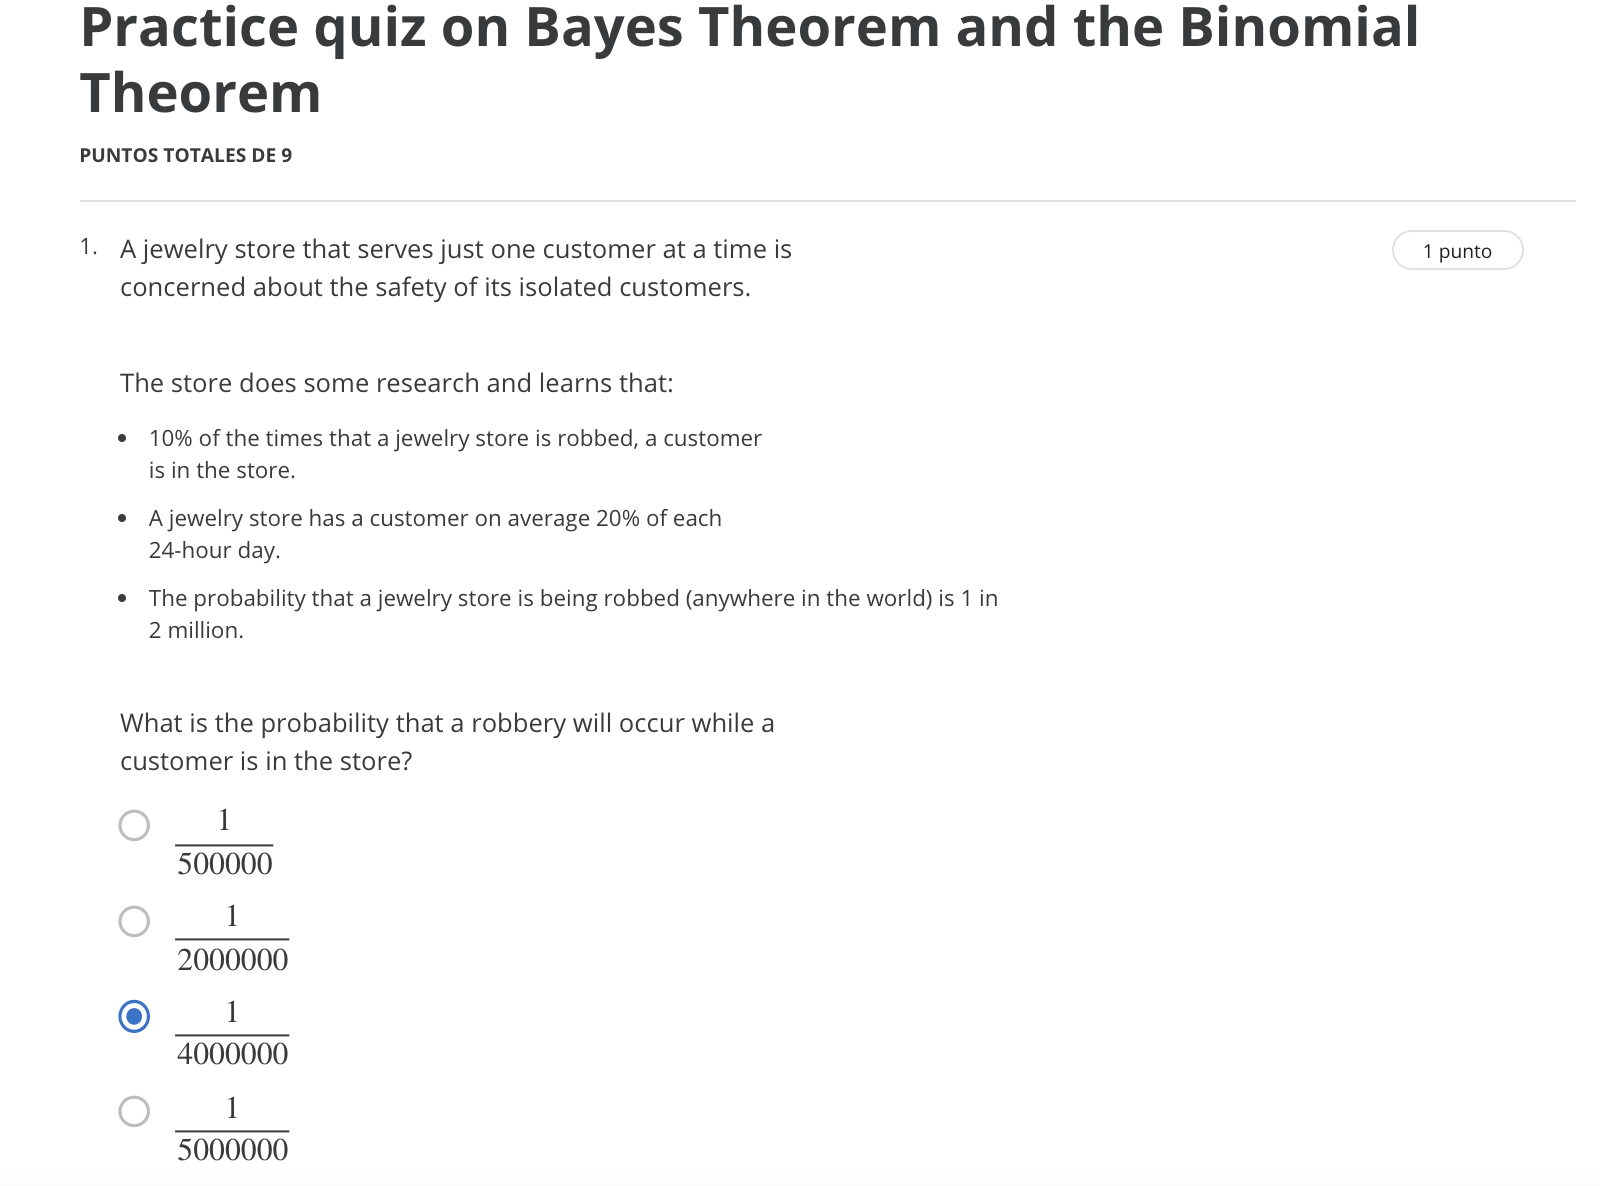 Practice quiz on Bayes Theorem and the Binomial
Theorem
PUNTOS TOTALES DE 9
1. A jewelry store that serves just one customer at a time is
concerned about the safety of its isolated customers.
1 punto
The store does some research and learns that:
• 10% of the times that a jewelry store is robbed, a customer
is in the store.
• A jewelry store has a customer on average 20% of each
24-hour day.
• The probability that a jewelry store is being robbed (anywhere in the world) is 1 in
2 million.
What is the probability that a robbery will occur while a
customer is in the store?
1
500000
1
2000000
1
4000000
1
5000000